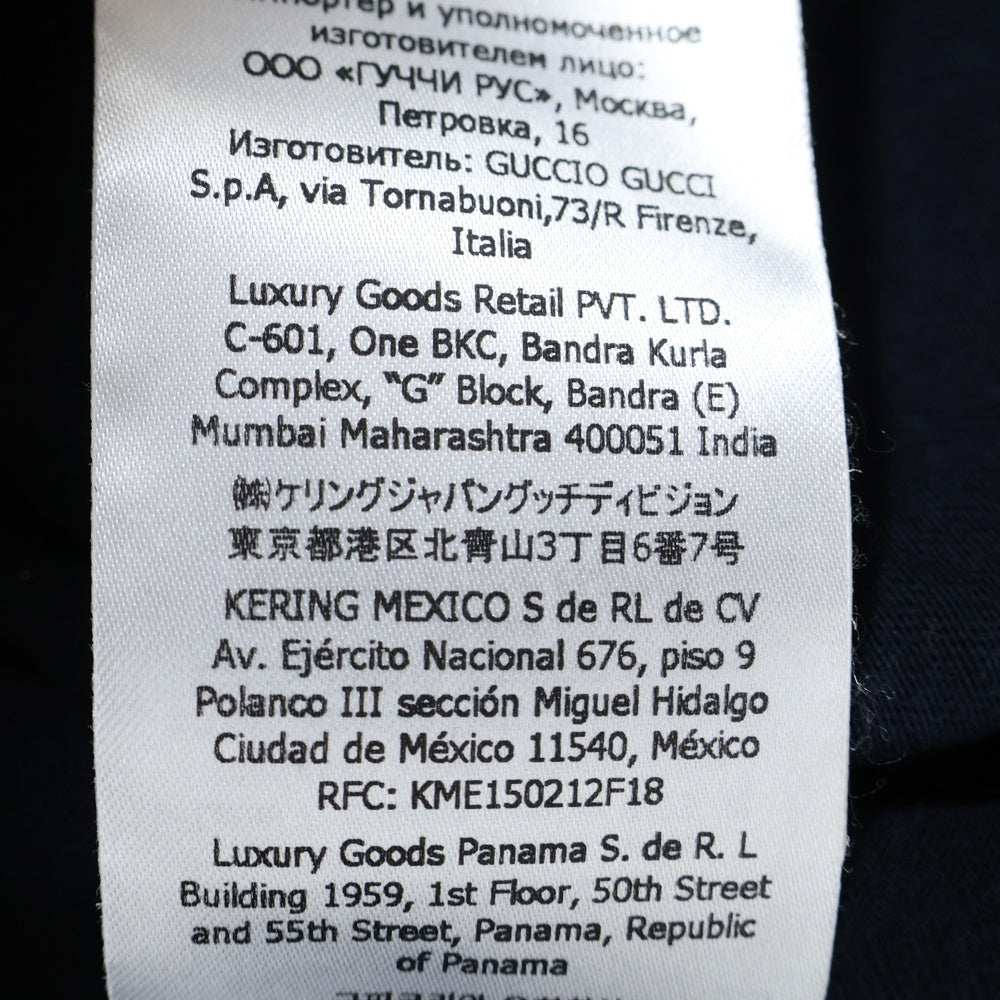 и уполномоченное
изготовителем лицо:
ООО «ГУЧЧИ РУС», Москва,
Петровка, 16
Изготовитель: GUCCIO GUCCI
S.p.A, via Tornabuoni,73/R Firenze,
Italia
Luxury Goods Retail PVT. LTD.
C-601, One BKC, Bandra Kurla
Complex, “G” Block, Bandra (E)
Mumbai Maharashtra 400051 India
㈱ケリングジャパングッチディビジョン
東京都港区北青山3丁目6番7号
KERING MEXICO S de RL de CV
Av. Ejército Nacional 676, piso 9
Polanco III sección Miguel Hidalgo
Ciudad de México 11540, México
RFC: KME150212F18
Luxury Goods Panama S. de R. L
Building 1959, 1st Floor, 50th Street
and 55th Street, Panama, Republic
of Panama